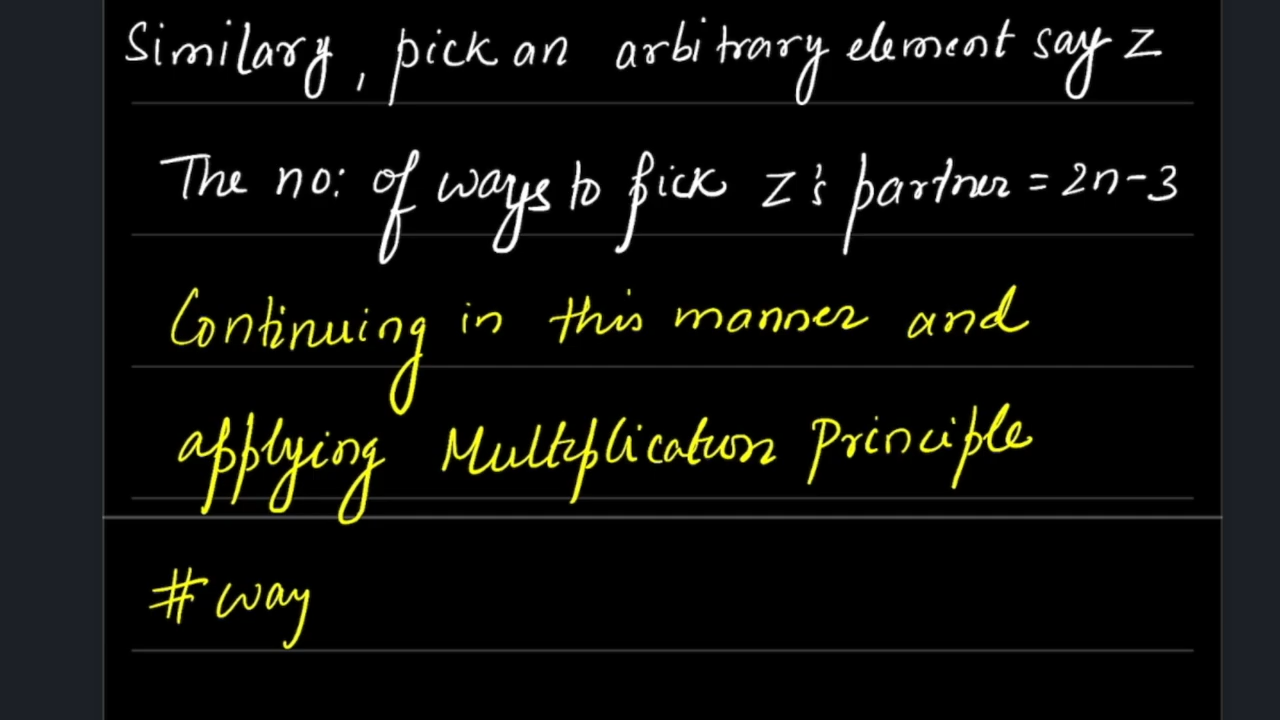 Similary, pick an arbitrary element say z
The no: of ways to pick z's partner = 2n-3
Continuing in this manner and
applying Multiplication Principle
# way